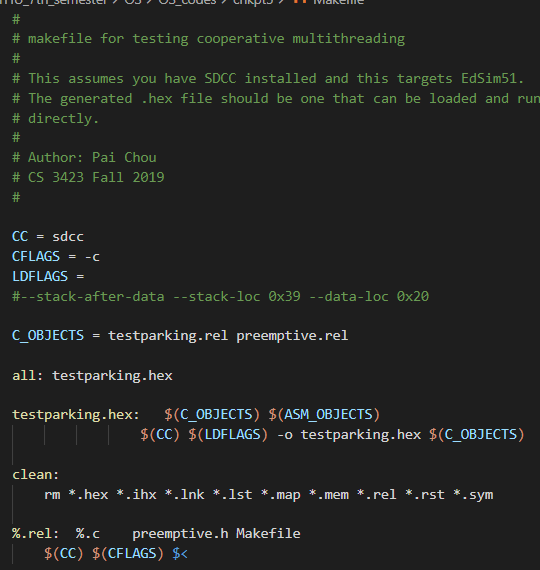 7th_semester > OS > OS_codes > chkpt5 > Makefile
#
# makefile for testing cooperative multithreading
#
# This assumes you have SDCC installed and this targets EdSim51.
# The generated .hex file should be one that can be loaded and run
# directly.
#
# Author: Pai Chou
# CS 3423 Fall 2019
#
CC = sdcc
CFLAGS = -c
LDFLAGS =
#--stack-after-data --stack-loc 0x39 --data-loc 0x20
C_OBJECTS = testparking.rel preemptive.rel
all: testparking.hex
testparking.hex: $(C_OBJECTS) $(ASM_OBJECTS)
$(CC) $(LDFLAGS) -o testparking.hex $(C_OBJECTS)
clean:
rm *.hex *.ihx *.lnk *.lst *.map *.mem *.rel *.rst *.sym
%.rel: %.c preemptive.h Makefile
$(CC) $(CFLAGS) $<